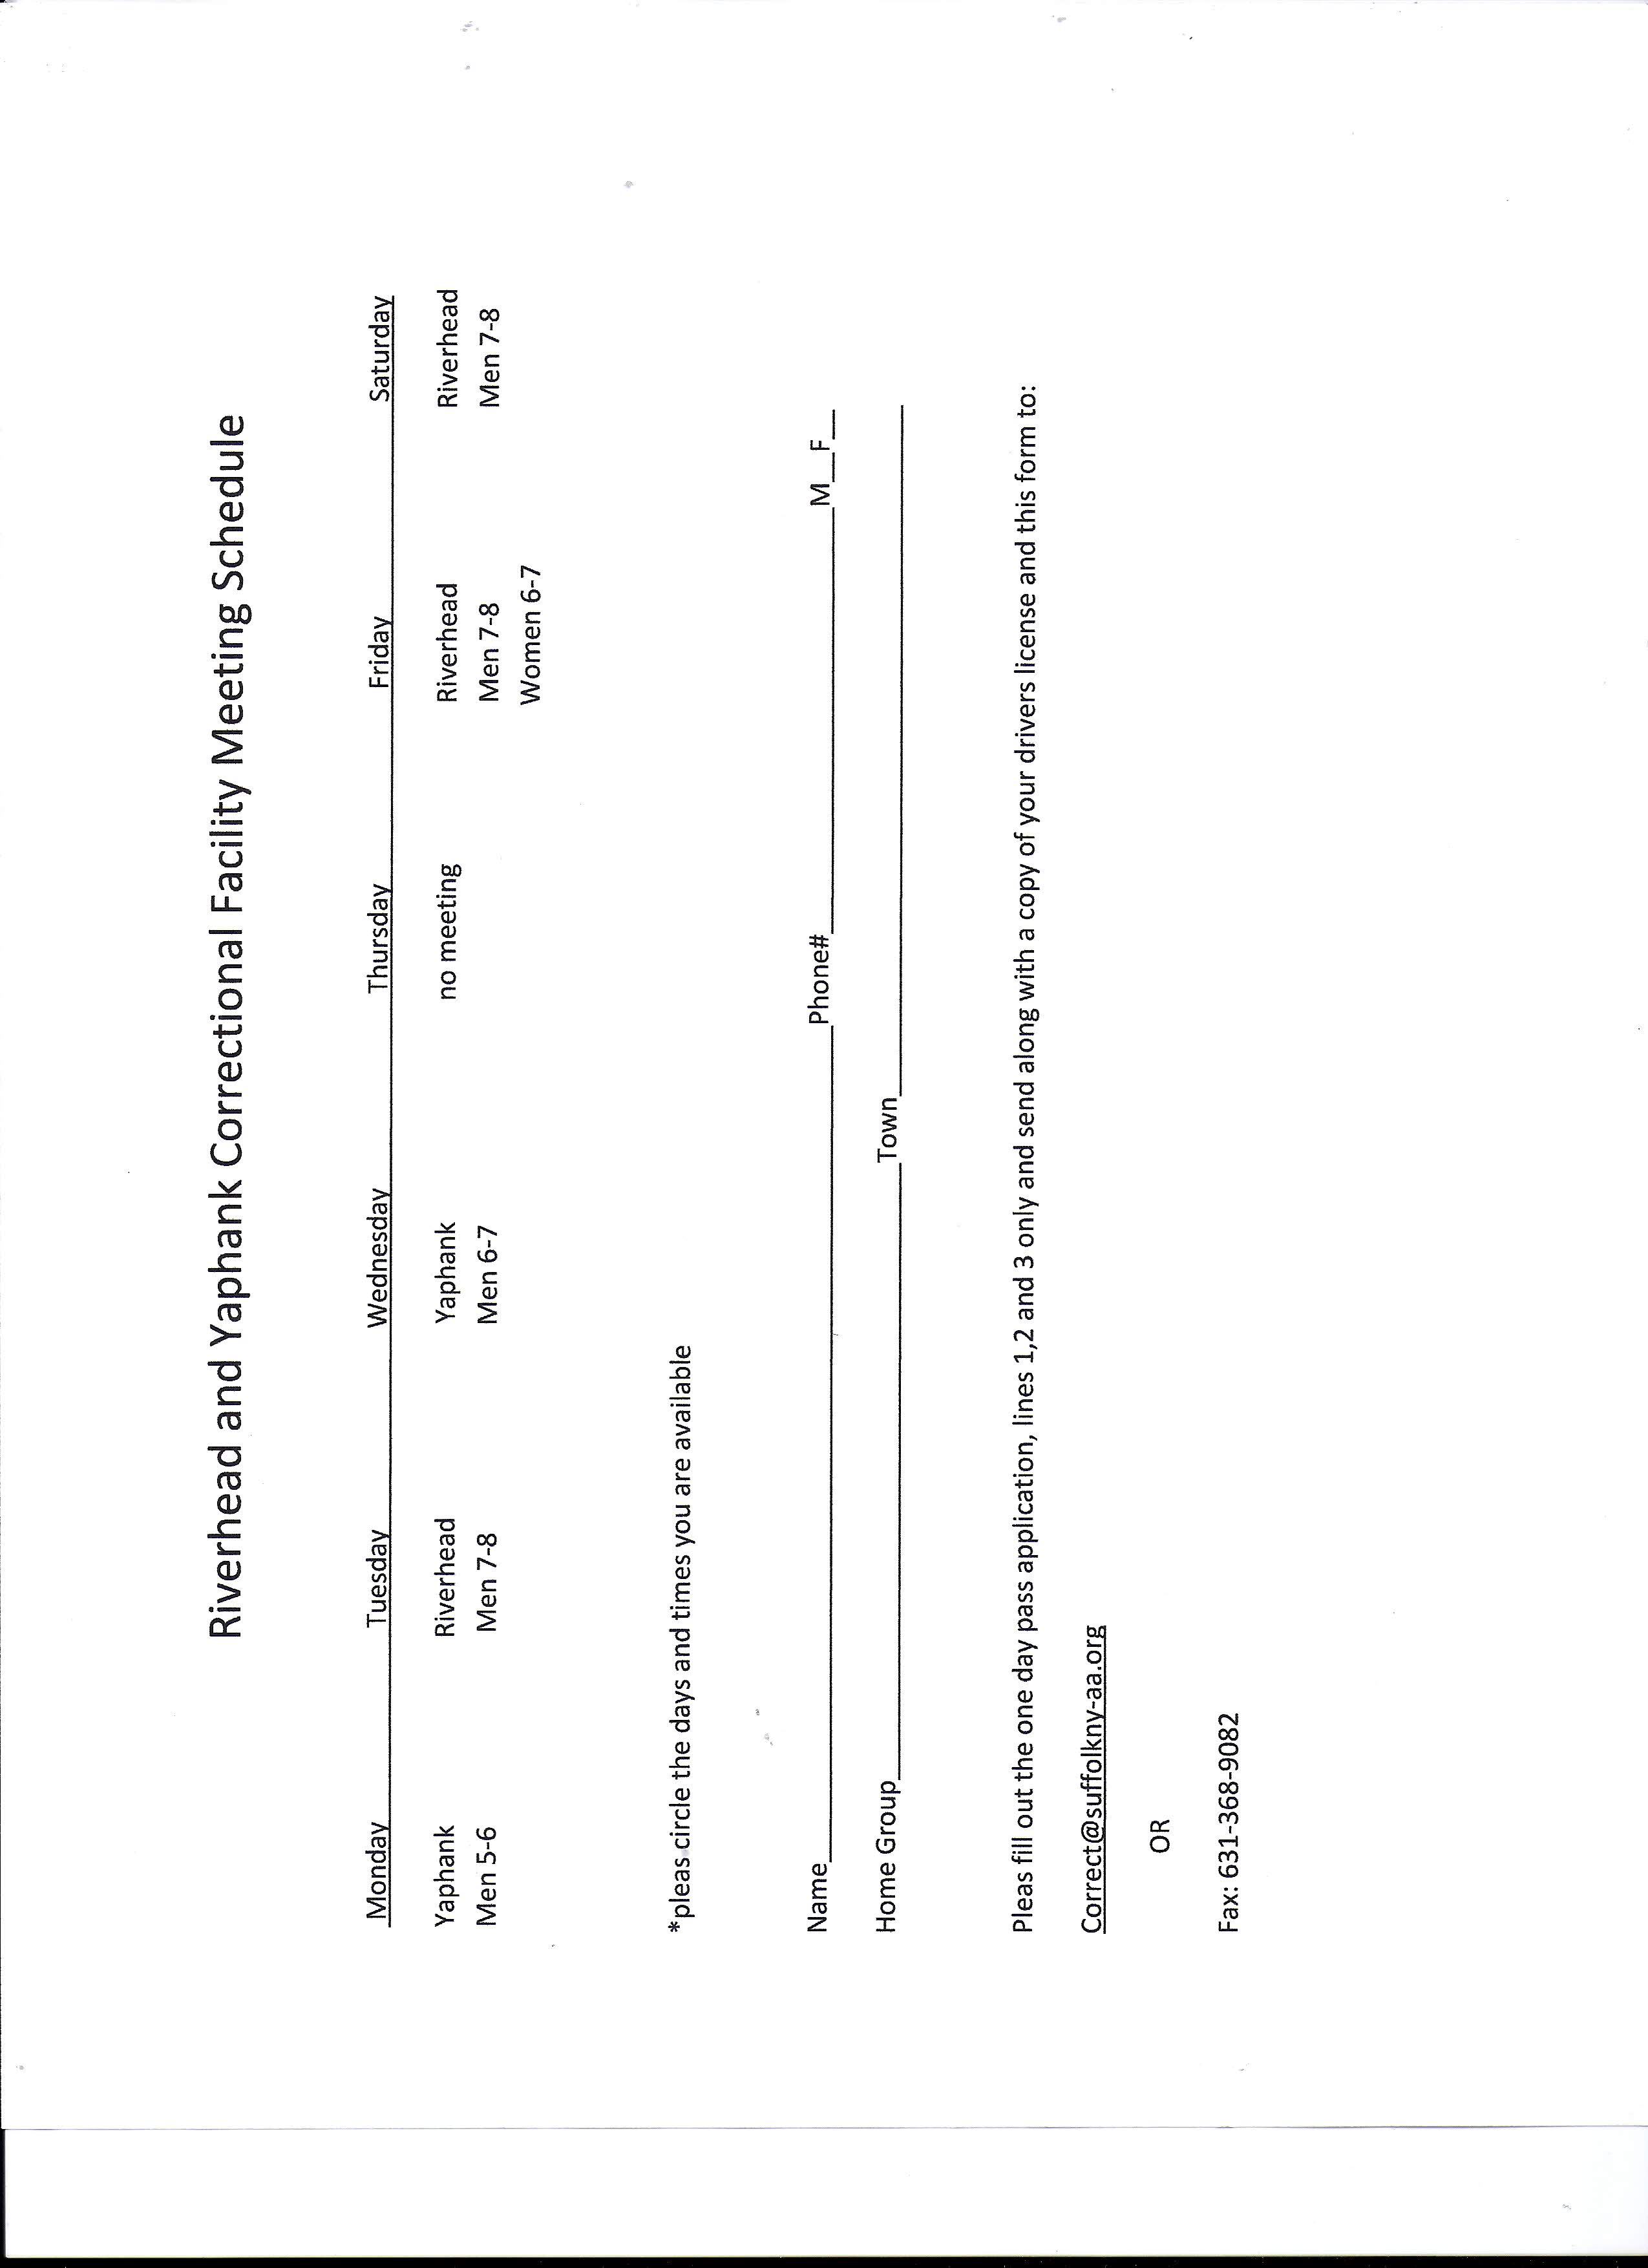 Riverhead and Yaphank Correctional Facility Meeting Schedule
Monday Tuesday Wednesday Thursday Friday Saturday
Yaphank Riverhead Yaphank no meeting Riverhead Riverhead
Men 5-6 Men 7-8 Men 6-7 Men 7-8 Men 7-8
Women 6-7
*pleas circle the days and times you are available
Name Phone# M F
Home Group Town
Pleas fill out the one day pass application, lines 1,2 and 3 only and send along with a copy of your drivers license and this form to:
Correct@suffolkny-aa.org
OR
Fax: 631-368-9082